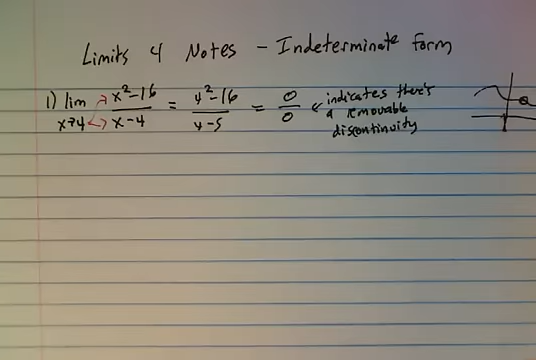 Limits 4 Notes - Indeterminate form
1) lim x→4 x²-16 / x-4 = 4²-16 / 4-5 = 0/0 ← indicates there's
a removable
discontinuity